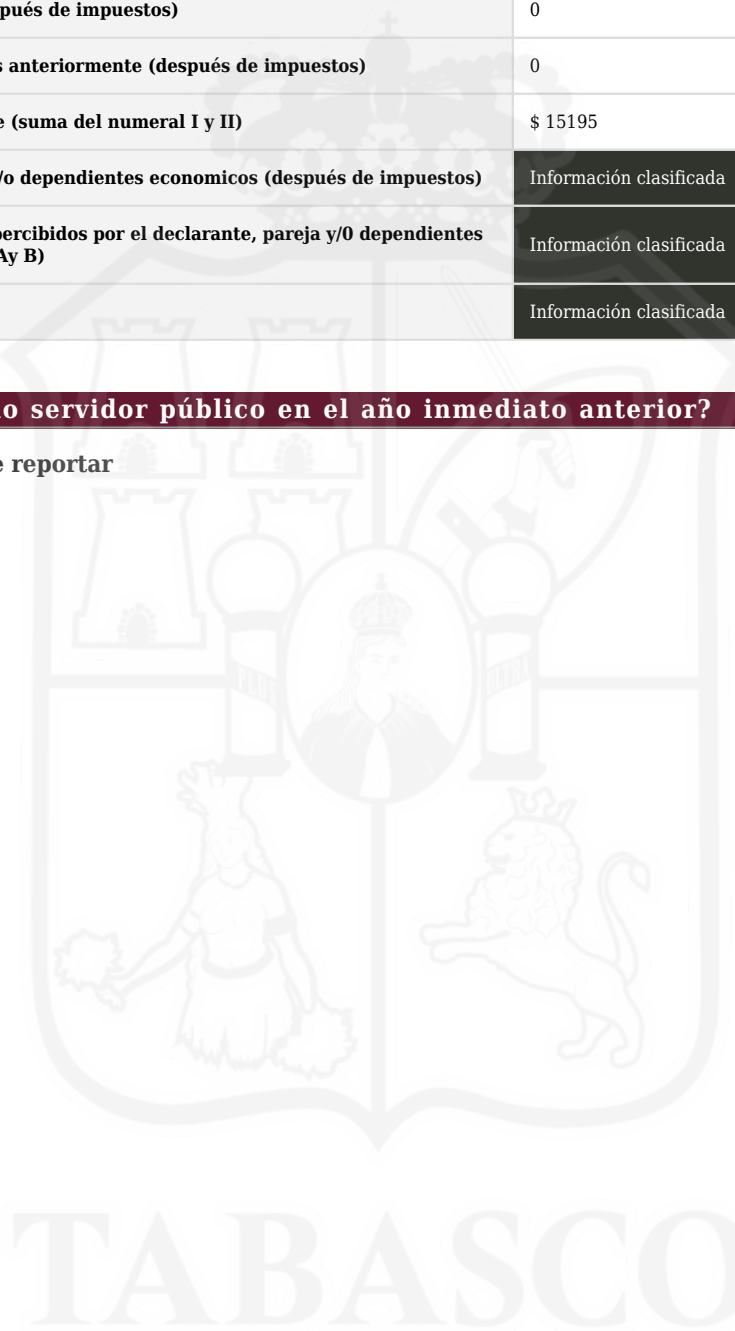 pués de impuestos)
0
s anteriormente (después de impuestos)
0
e (suma del numeral I y II)
$ 15195
/o dependientes economicos (después de impuestos)
Información clasificada
percibidos por el declarante, pareja y/0 dependientes
Ay B)
Información clasificada
Información clasificada
o servidor público en el año inmediato anterior?
e reportar
PLUS
ULTRA
TABASCO